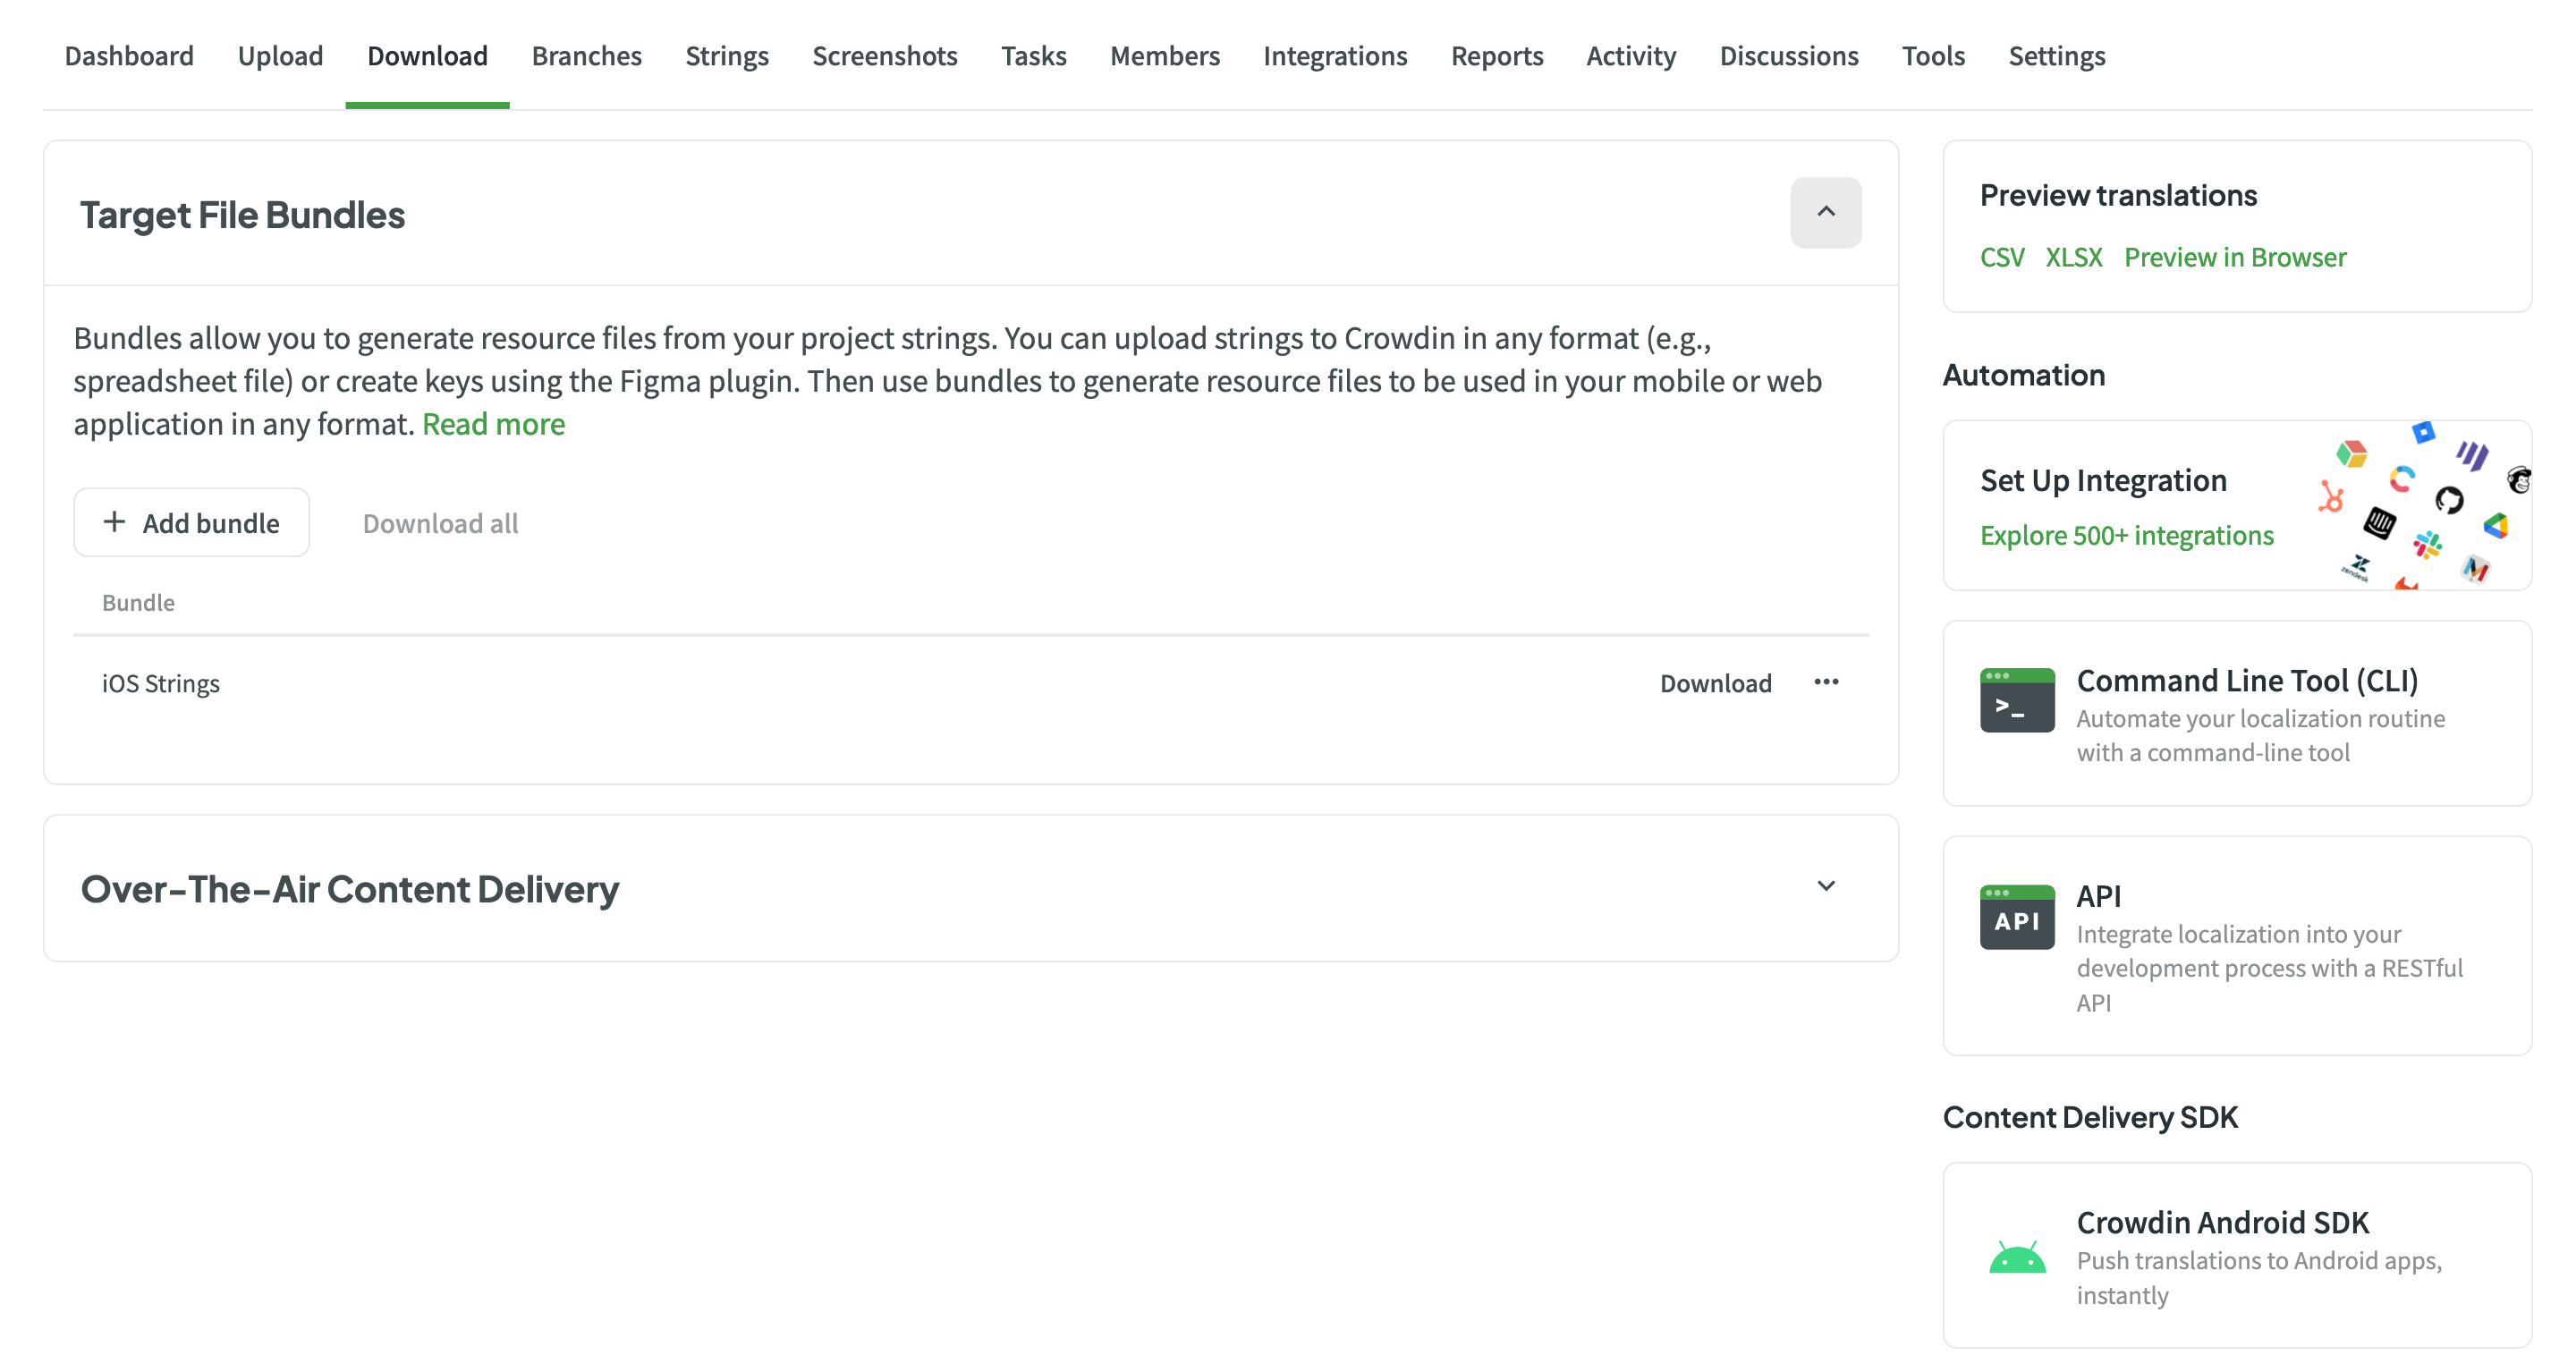 Dashboard Upload Download Branches Strings Screenshots Tasks Members Integrations Reports Activity Discussions Tools Settings
Target File Bundles
Bundles allow you to generate resource files from your project strings. You can upload strings to Crowdin in any format (e.g.,
spreadsheet file) or create keys using the Figma plugin. Then use bundles to generate resource files to be used in your mobile or web
application in any format. Read more
+ Add bundle Download all
Bundle
iOS Strings Download
Over-The-Air Content Delivery
Preview translations
CSV XLSX Preview in Browser
Automation
Set Up Integration
Explore 500+ integrations
zendesk
>_
Command Line Tool (CLI)
Automate your localization routine
with a command-line tool
API
API
Integrate localization into your
development process with a RESTful
API
Content Delivery SDK
Crowdin Android SDK
Push translations to Android apps,
instantly